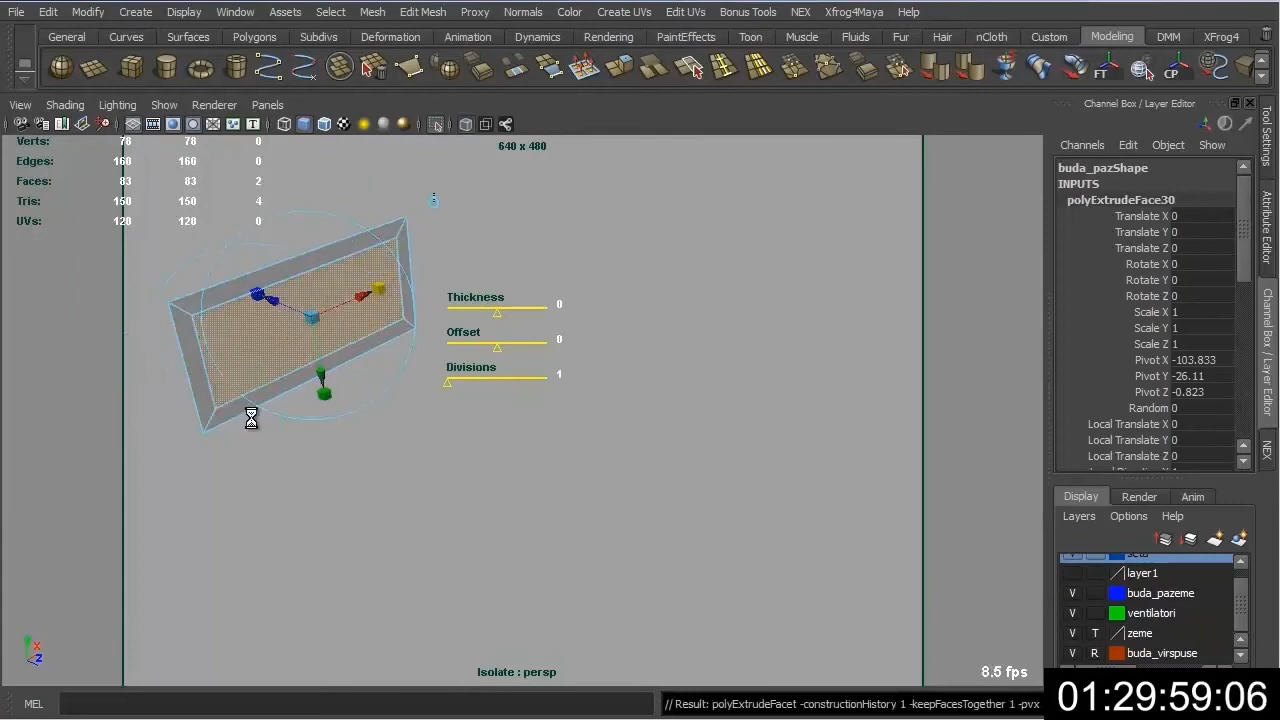 File Edit Modify Create Display Window Assets Select Mesh Edit Mesh Proxy Normals Color Create UVs Edit UVs Bonus Tools NEX Xfrog4Maya Help
General Curves Surfaces Polygons Subdivs Deformation Animation Dynamics Rendering PaintEffects Toon Muscle Fluids Fur Hair nCloth Custom Modeling DMM XFrog4
FT CP
View Shading Lighting Show Renderer Panels
Channel Box / Layer Editor
Channels Edit Object Show
Verts: 78 78 0
Edges: 160 160 0
Faces: 83 83 2
Tris: 150 150 4
UVs: 120 120 0
640 x 480
Thickness 0
Offset 0
Divisions 1
Isolate : persp
8.5 fps
buda_pazShape
INPUTS
polyExtrudeFace30
Translate X 0
Translate Y 0
Translate Z 0
Rotate X 0
Rotate Y 0
Rotate Z 0
Scale X 1
Scale Y 1
Scale Z 1
Pivot X -103.833
Pivot Y -26.11
Pivot Z -0.823
Random 0
Local Translate X 0
Local Translate Y 0
Local Translate Z 0
Tool Settings
Attribute Editor
Channel Box / Layer Editor
NEX
Display Render Anim
Layers Options Help
layer1
V buda_pazeme
V ventilatori
V T zeme
V R buda_virspuse
MEL
// Result: polyExtrudeFacet -constructionHistory 1 -keepFacesTogether 1 -pvx
01:29:59:06